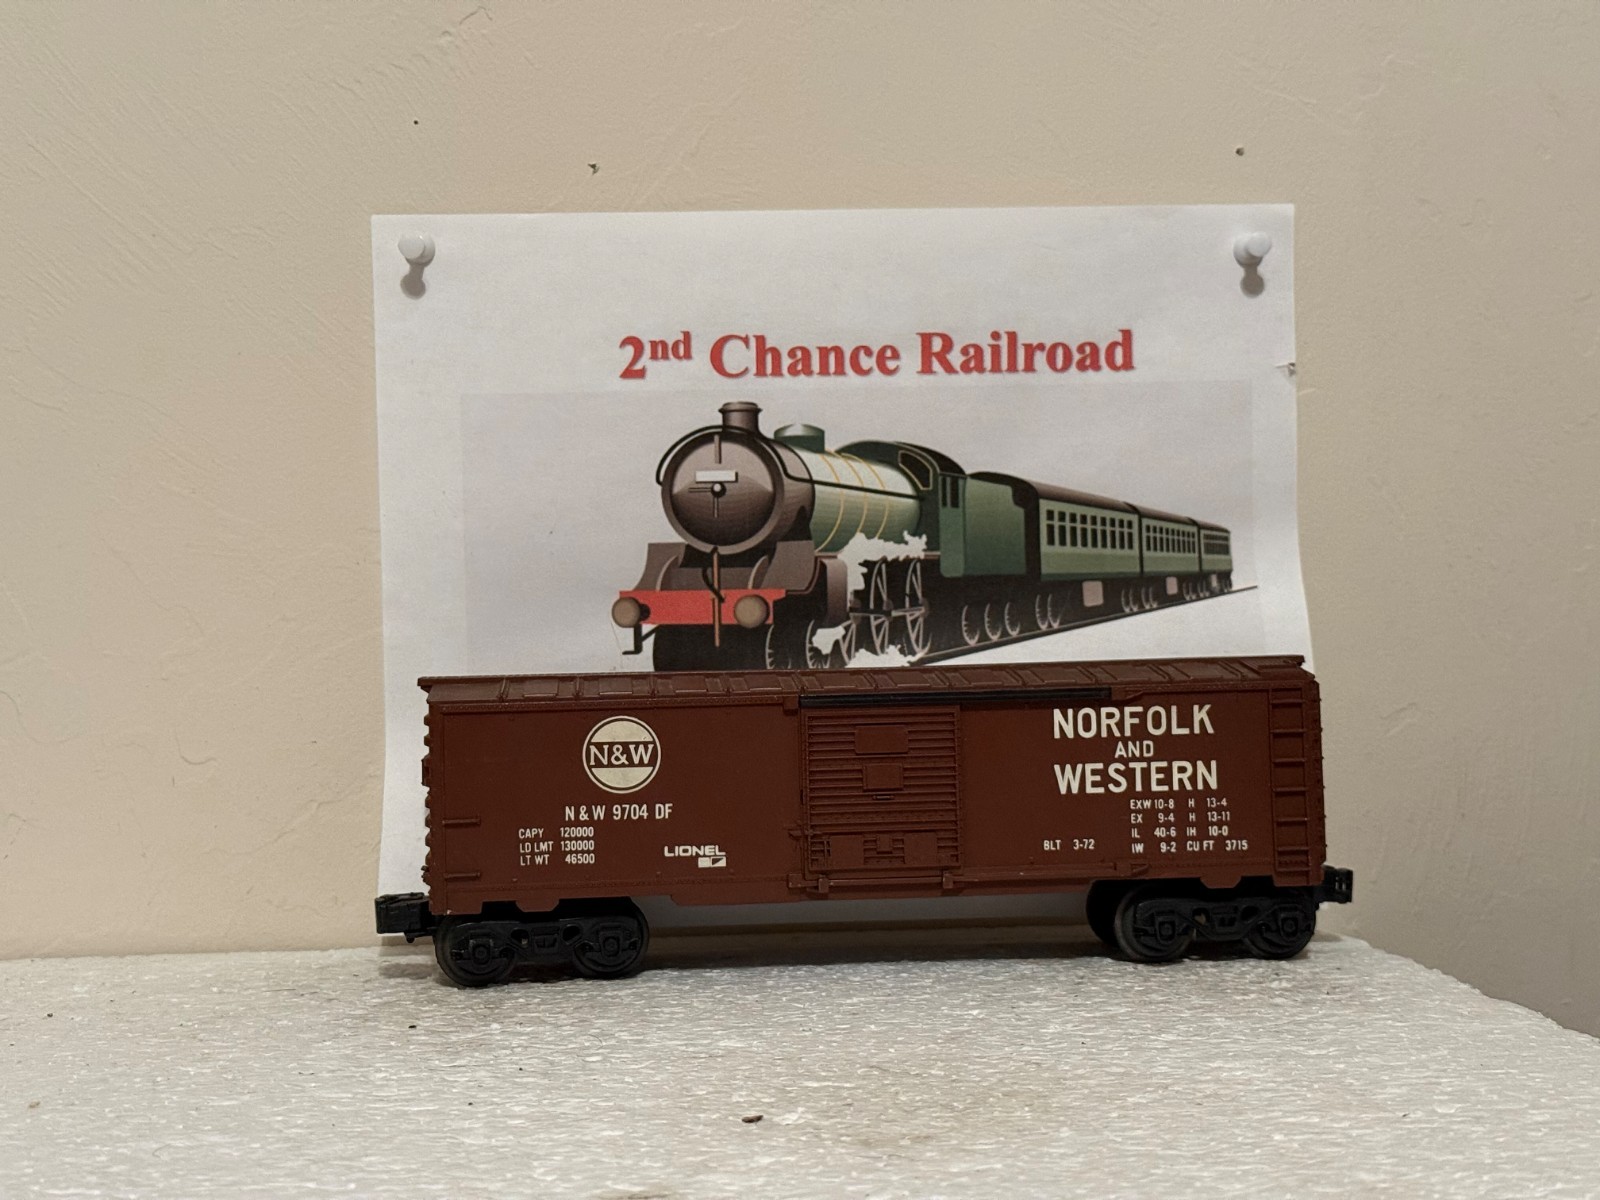 2nd Chance Railroad
N&W
N & W 9704 DF
CAPY 120000
LD LMT 130000
LT WT 46500
LIONEL
NORFOLK
AND
WESTERN
EXW 10-8 H 13-4
EX 9-4 H 13-11
IL 40-6 IH 10-0
BLT 3-72 IW 9-2 CU FT 3715